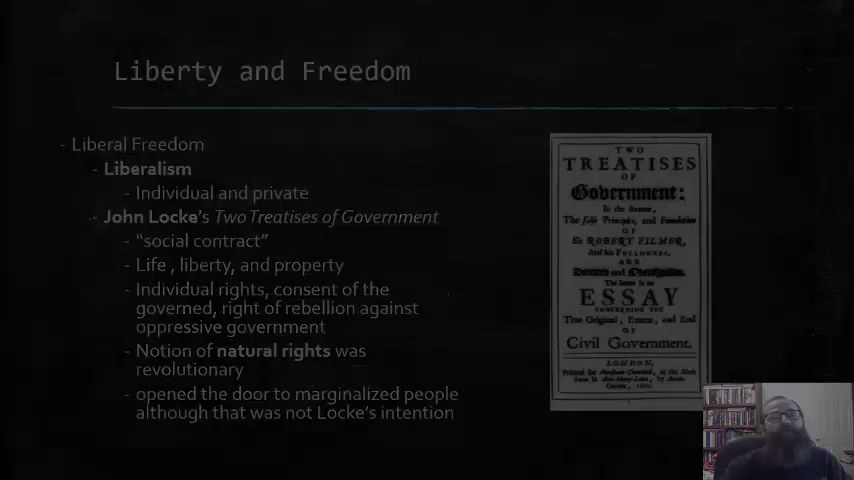 Liberty and Freedom
- Liberal Freedom
- Liberalism
- Individual and private
- John Locke's Two Treatises of Government
- "social contract"
- Life , liberty, and property
- Individual rights, consent of the
governed, right of rebellion against
oppressive government
- Notion of natural rights was
revolutionary
- opened the door to marginalized people
although that was not Locke's intention
TWO
TREATISES
OF
Government:
In the former,
The false Principles, and Foundation
OF
Sir ROBERT FILMER,
And his FOLLOWERS,
ARE
The latter is an
ESSAY
CONCERNING THE
True Original, Extent, and End
OF
Civil Government.
LONDON,